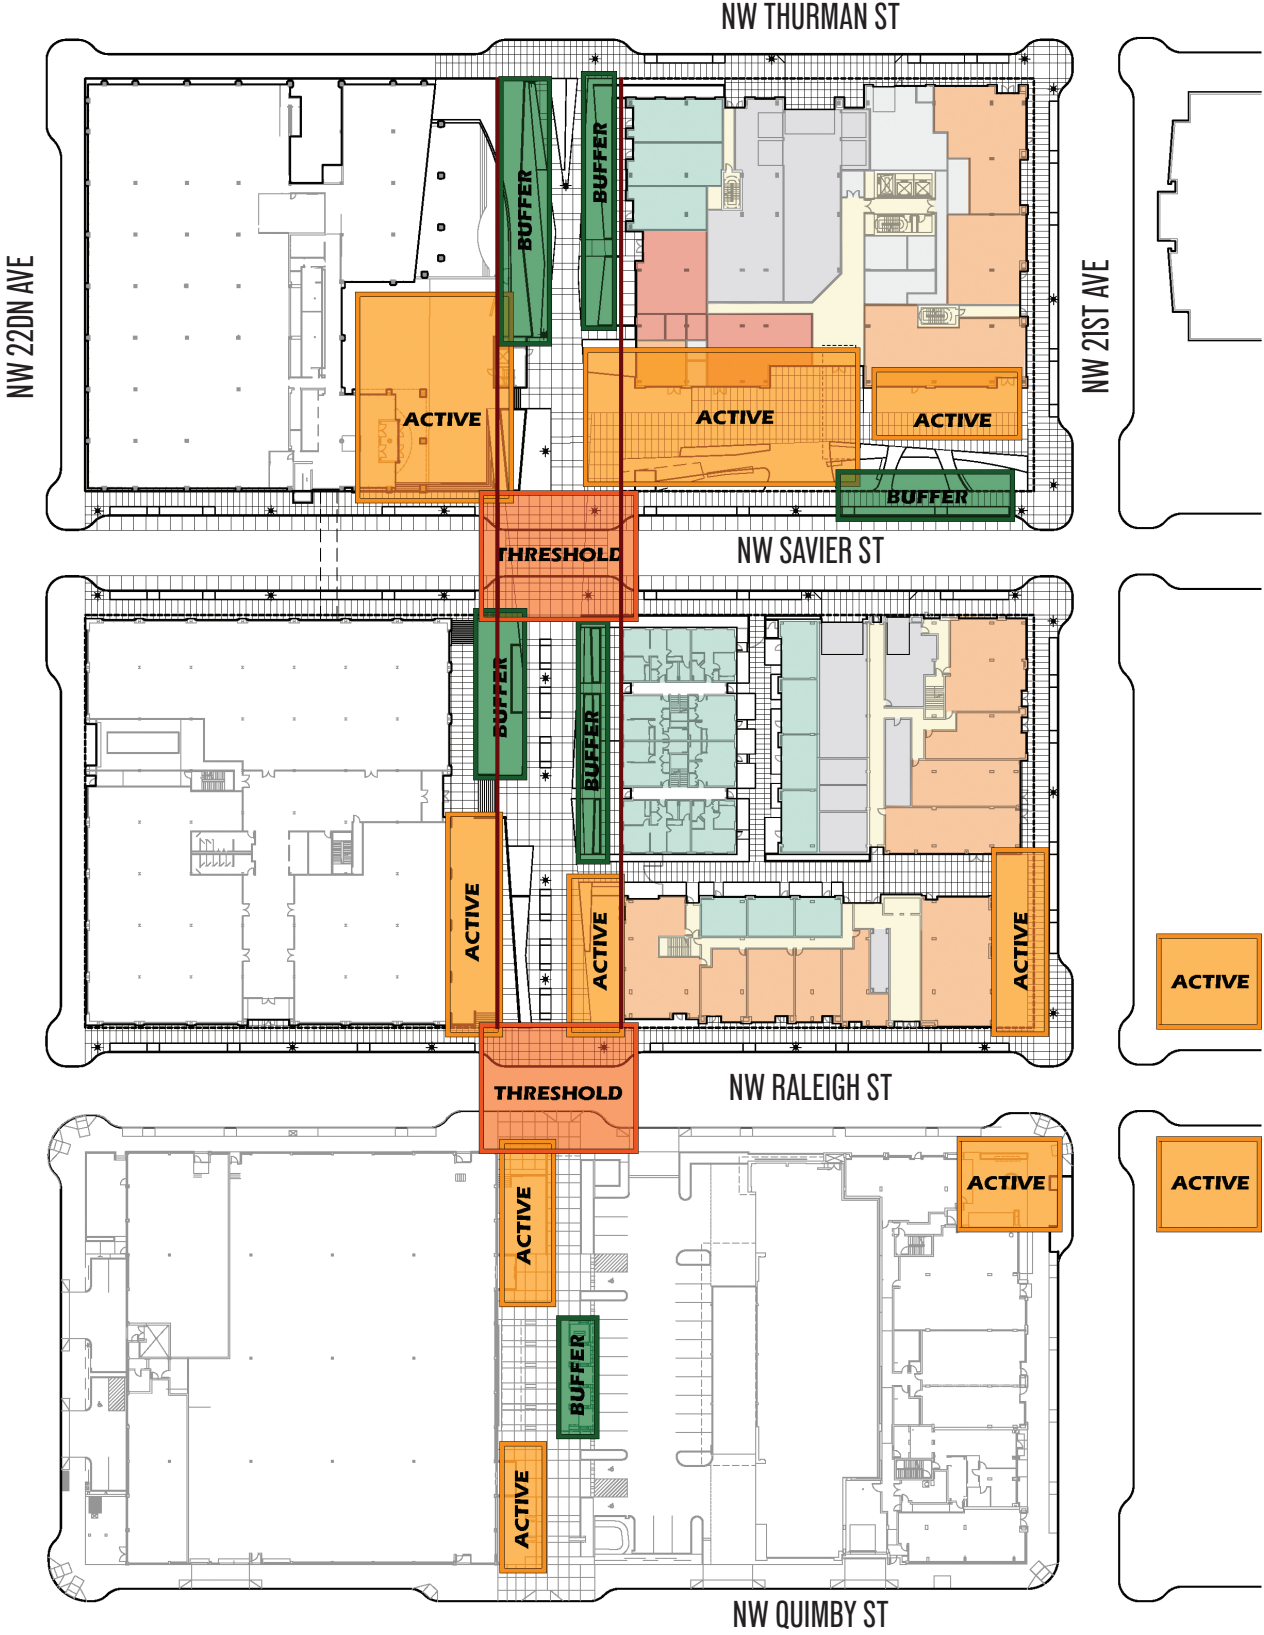 NW THURMAN ST
BUFFER
BUFFER
NW 22DN AVE
NW 21ST AVE
ACTIVE
ACTIVE
ACTIVE
BUFFER
THRESHOLD
NW SAVIER ST
BUFFER
BUFFER
ACTIVE
ACTIVE
ACTIVE
ACTIVE
THRESHOLD
NW RALEIGH ST
ACTIVE
ACTIVE
ACTIVE
BUFFER
ACTIVE
NW QUIMBY ST